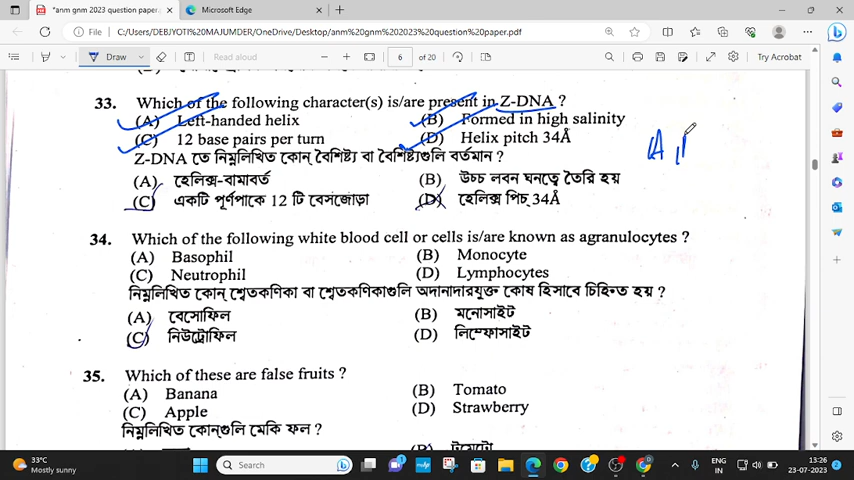 *anm gnm 2023 question paper.
Microsoft Edge
File
C:/Users/DEBJYOTI%20MAJUMDER/OneDrive/Desktop/anm%20gnm%202023%20question%20paper.pdf
Draw
Read aloud
6
of 20
Try Acrobat
33. Which of the following character(s) is/are present in Z-DNA ?
(A) Left-handed helix (B) Formed in high salinity
(C) 12 base pairs per turn (D) Helix pitch 34Å
Z-DNA তে নিম্নলিখিত কোন্ বৈশিষ্ট্য বা বৈশিষ্ট্যগুলি বর্তমান ?
(A) হেলিক্স-বামাবর্ত (B) উচ্চ লবন ঘনত্বে তৈরি হয়
(C) একটি পূর্ণপাকে 12 টি বেসজোড়া (D) হেলিক্স পিচ্ 34Å
A,
34. Which of the following white blood cell or cells is/are known as agranulocytes ?
(A) Basophil (B) Monocyte
(C) Neutrophil (D) Lymphocytes
নিম্নলিখিত কোন্ শ্বেতকণিকা বা শ্বেতকণিকাগুলি অদানাদারযুক্ত কোষ হিসাবে চিহ্নিত হয় ?
(A) বেসোফিল (B) মনোসাইট
(C) নিউট্রোফিল (D) লিম্ফোসাইট
35. Which of these are false fruits ?
(A) Banana (B) Tomato
(C) Apple (D) Strawberry
নিম্নলিখিত কোন্‌গুলি মেকি ফল ?
(B) টমেটো
33°C
Mostly sunny
Search
ENG
IN
13:26
23-07-2023